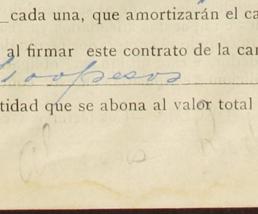 cada una, que amortizarán el ca
al firmar este contrato de la can
100 pesos
tidad que se abona al valor total